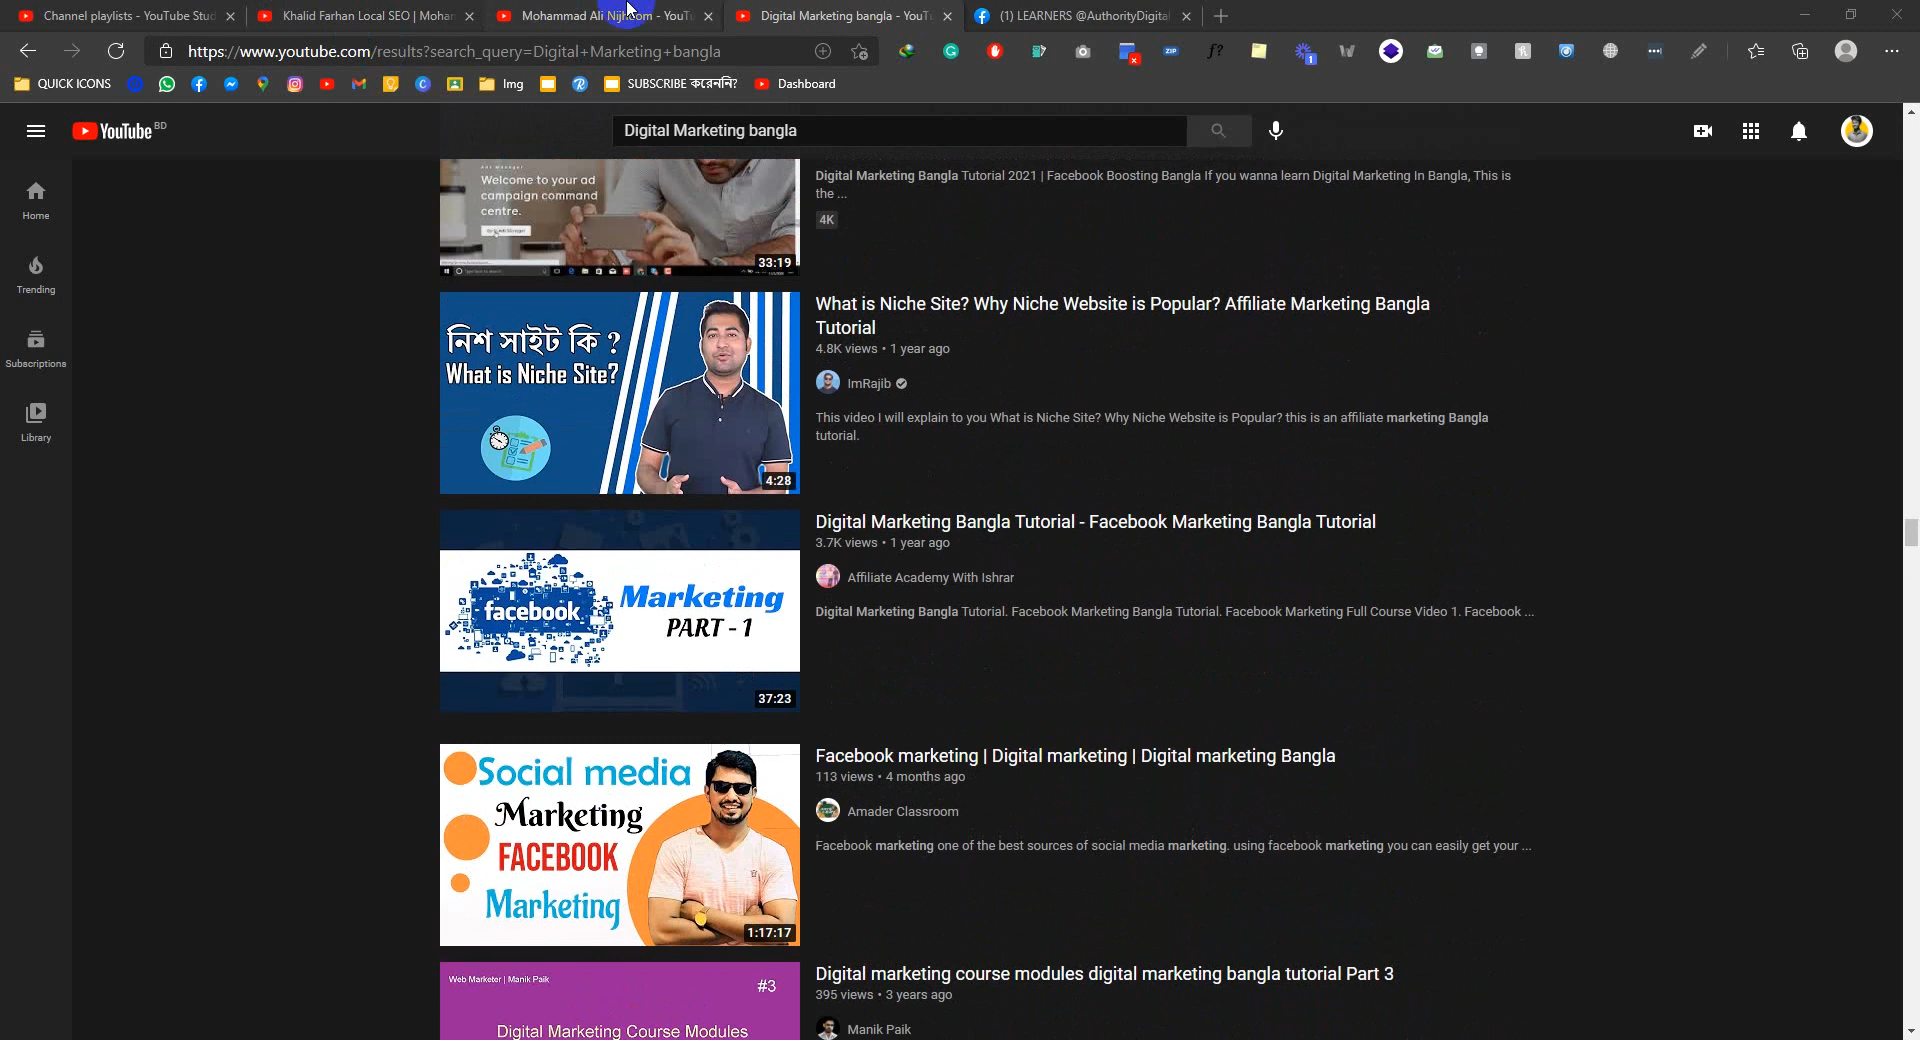 Channel playlists - YouTube Stud
Khalid Farhan Local SEO | Moham
Mohammad Ali Nijhoom - YouTu
Digital Marketing bangla - YouTu
(1) LEARNERS @AuthorityDigital
https://www.youtube.com/results?search_query=Digital+Marketing+bangla
QUICK ICONS
Img
SUBSCRIBE করেননি?
Dashboard
YouTube BD
Digital Marketing bangla
Home
Trending
Subscriptions
Library
Welcome to your ad
campaign command
centre.
33:19
Digital Marketing Bangla Tutorial 2021 | Facebook Boosting Bangla If you wanna learn Digital Marketing In Bangla, This is
the ...
4K
নিশ সাইট কি ?
What is Niche Site?
4:28
What is Niche Site? Why Niche Website is Popular? Affiliate Marketing Bangla
Tutorial
4.8K views • 1 year ago
ImRajib
This video I will explain to you What is Niche Site? Why Niche Website is Popular? this is an affiliate marketing Bangla
tutorial.
facebook
Marketing
PART - 1
37:23
Digital Marketing Bangla Tutorial - Facebook Marketing Bangla Tutorial
3.7K views • 1 year ago
Affiliate Academy With Ishrar
Digital Marketing Bangla Tutorial. Facebook Marketing Bangla Tutorial. Facebook Marketing Full Course Video 1. Facebook ...
Social media
Marketing
FACEBOOK
Marketing
1:17:17
Facebook marketing | Digital marketing | Digital marketing Bangla
113 views • 4 months ago
Amader Classroom
Facebook marketing one of the best sources of social media marketing. using facebook marketing you can easily get your ...
Web Marketer | Manik Paik
#3
Digital Marketing Course Modules
Digital marketing course modules digital marketing bangla tutorial Part 3
395 views • 3 years ago
Manik Paik